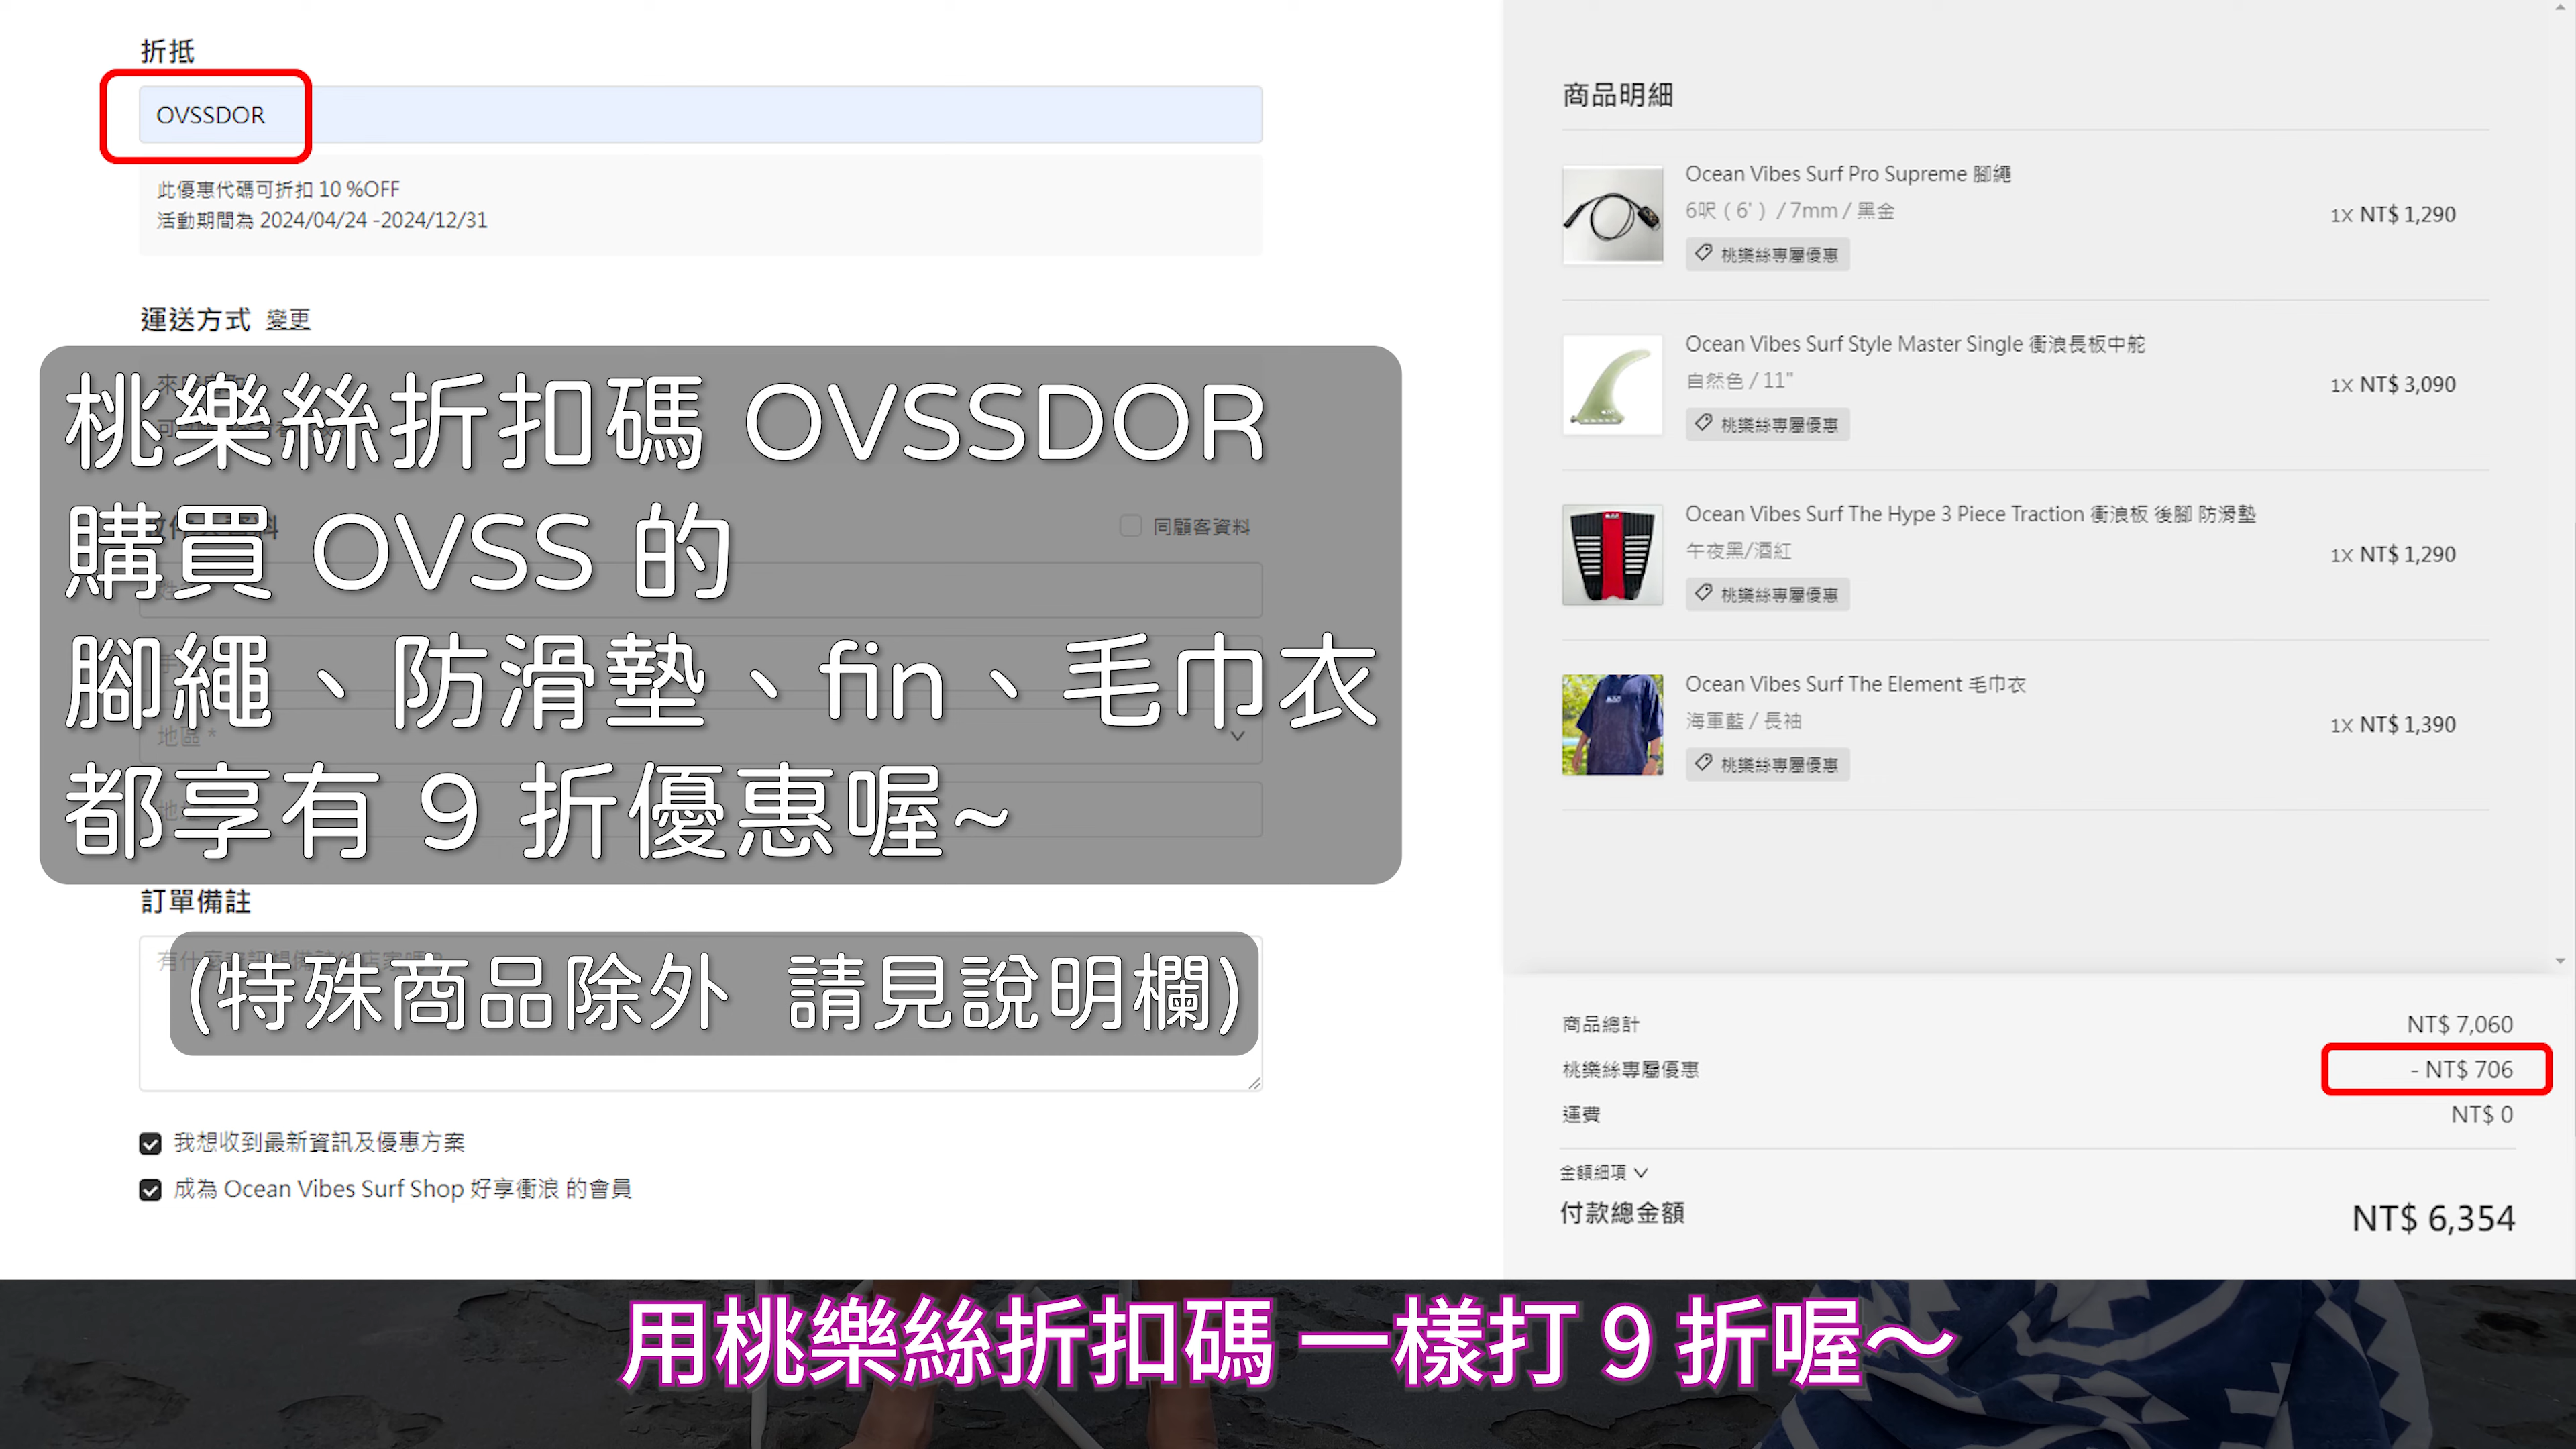 折抵
OVSSDOR
此優惠代碼可折扣 10 %OFF
活動期間為 2024/04/24 -2024/12/31
運送方式 變更
桃樂絲折扣碼 OVSSDOR
購買 OVSS 的
腳繩、防滑墊、fin、毛巾衣
都享有 9 折優惠喔~
同顧客資料
地區 *
訂單備註
(特殊商品除外 請見說明欄)
我想收到最新資訊及優惠方案
成為 Ocean Vibes Surf Shop 好享衝浪 的會員
商品明細
Ocean Vibes Surf Pro Supreme 腳繩
6呎 ( 6' ) / 7mm / 黑金
桃樂絲專屬優惠
1X NT$ 1,290
Ocean Vibes Surf Style Master Single 衝浪長板中舵
自然色 / 11"
桃樂絲專屬優惠
1X NT$ 3,090
Ocean Vibes Surf The Hype 3 Piece Traction 衝浪板 後腳 防滑墊
午夜黑/酒紅
桃樂絲專屬優惠
1X NT$ 1,290
Ocean Vibes Surf The Element 毛巾衣
海軍藍 / 長袖
桃樂絲專屬優惠
1X NT$ 1,390
商品總計 NT$ 7,060
桃樂絲專屬優惠 - NT$ 706
運費 NT$ 0
金額細項
付款總金額 NT$ 6,354
用桃樂絲折扣碼 一樣打 9 折喔～